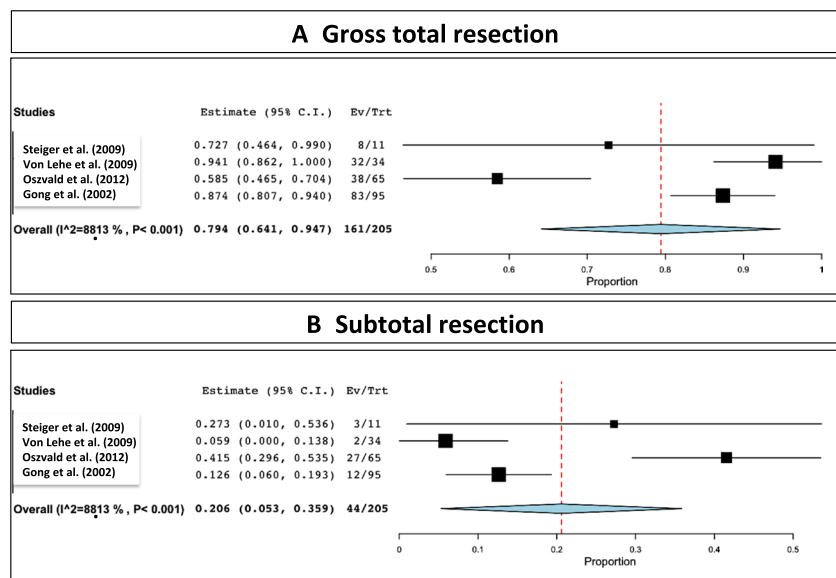 A Gross total resection
Studies Estimate (95% C.I.) Ev/Trt
Steiger et al. (2009) 0.727 (0.464, 0.990) 8/11
Von Lehe et al. (2009) 0.941 (0.862, 1.000) 32/34
Oszvald et al. (2012) 0.585 (0.465, 0.704) 38/65
Gong et al. (2002) 0.874 (0.807, 0.940) 83/95
Overall (I^2=8813 % , P< 0.001) 0.794 (0.641, 0.947) 161/205
0.5 0.6 0.7 0.8 0.9 1
Proportion
B Subtotal resection
Studies Estimate (95% C.I.) Ev/Trt
Steiger et al. (2009) 0.273 (0.010, 0.536) 3/11
Von Lehe et al. (2009) 0.059 (0.000, 0.138) 2/34
Oszvald et al. (2012) 0.415 (0.296, 0.535) 27/65
Gong et al. (2002) 0.126 (0.060, 0.193) 12/95
Overall (I^2=8813 % , P< 0.001) 0.206 (0.053, 0.359) 44/205
0 0.1 0.2 0.3 0.4 0.5
Proportion